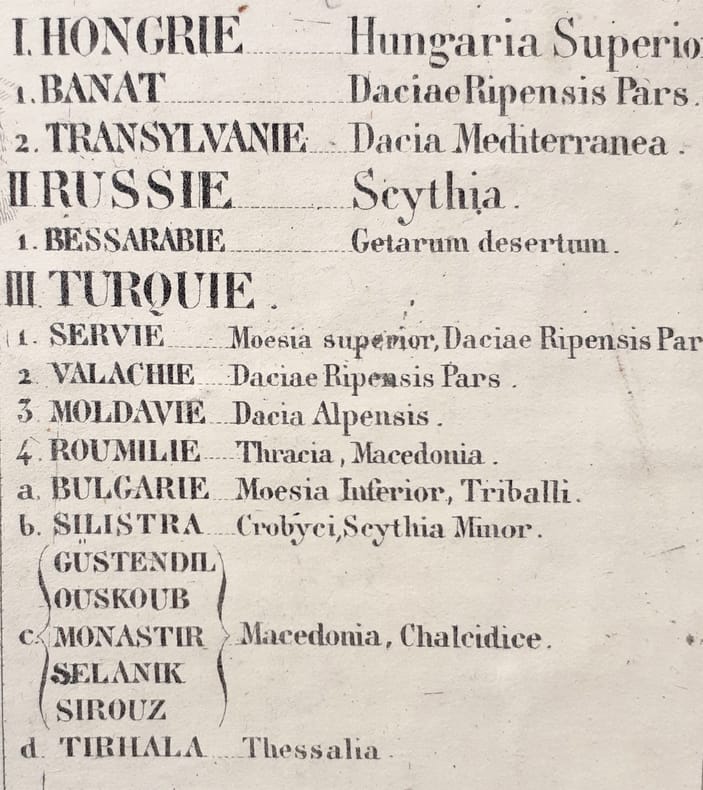 I. HONGRIE Hungaria Superio
1. BANAT Daciae Ripensis Pars.
2. TRANSYLVANIE Dacia Mediterranea.
II RUSSIE Scythia.
1. BESSARABIE Getarum desertum.
III TURQUIE.
1. SERVIE Moesia superior, Daciae Ripensis Par
2 VALACHIE Daciae Ripensis Pars.
3 MOLDAVIE Dacia Alpensis.
4. ROUMILIE Thracia, Macedonia.
a. BULGARIE Moesia Inferior, Triballi.
b. SILISTRA Crobyci, Scythia Minor.
GÜSTENDIL
OUSKOUB
c. MONASTIR Macedonia, Chalcidice.
SELANIK
SIROUZ
d. TIRHALA Thessalia.